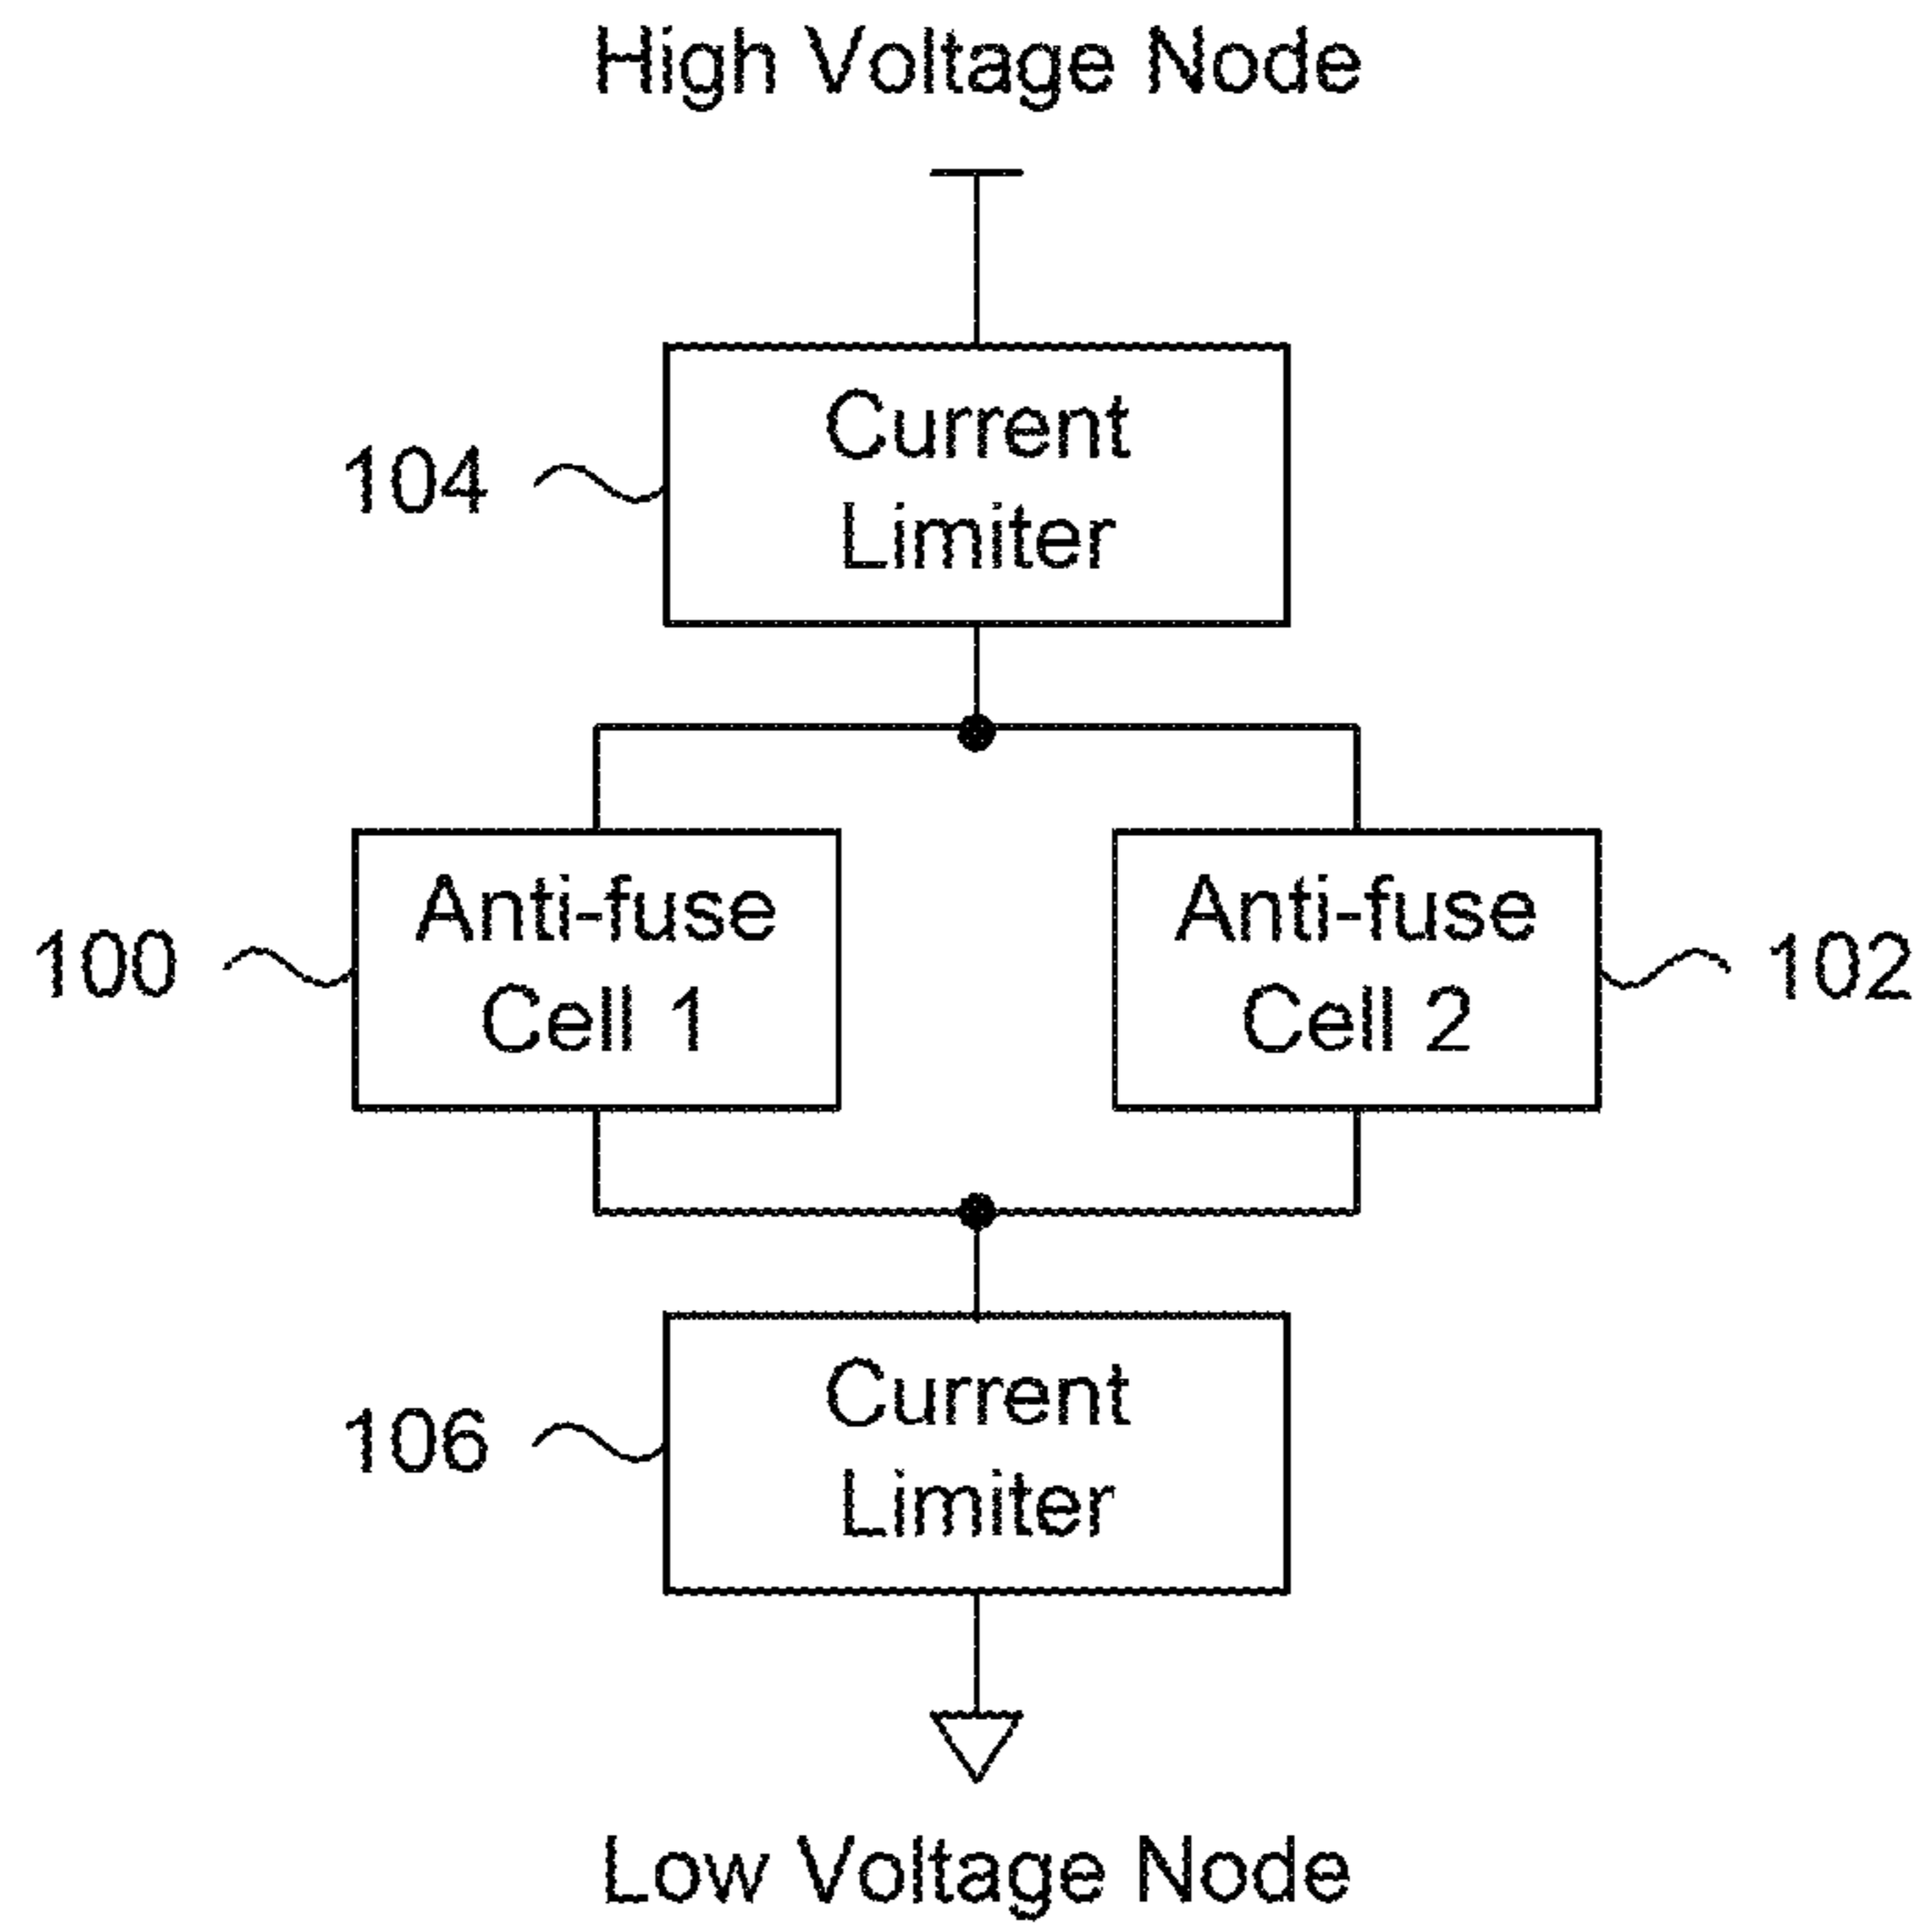 High Voltage Node
Current
104
Limiter
Anti-fuse
Cell 1
100
Anti-fuse
Cell 2
102
Current
106
Limiter
Low Voltage Node